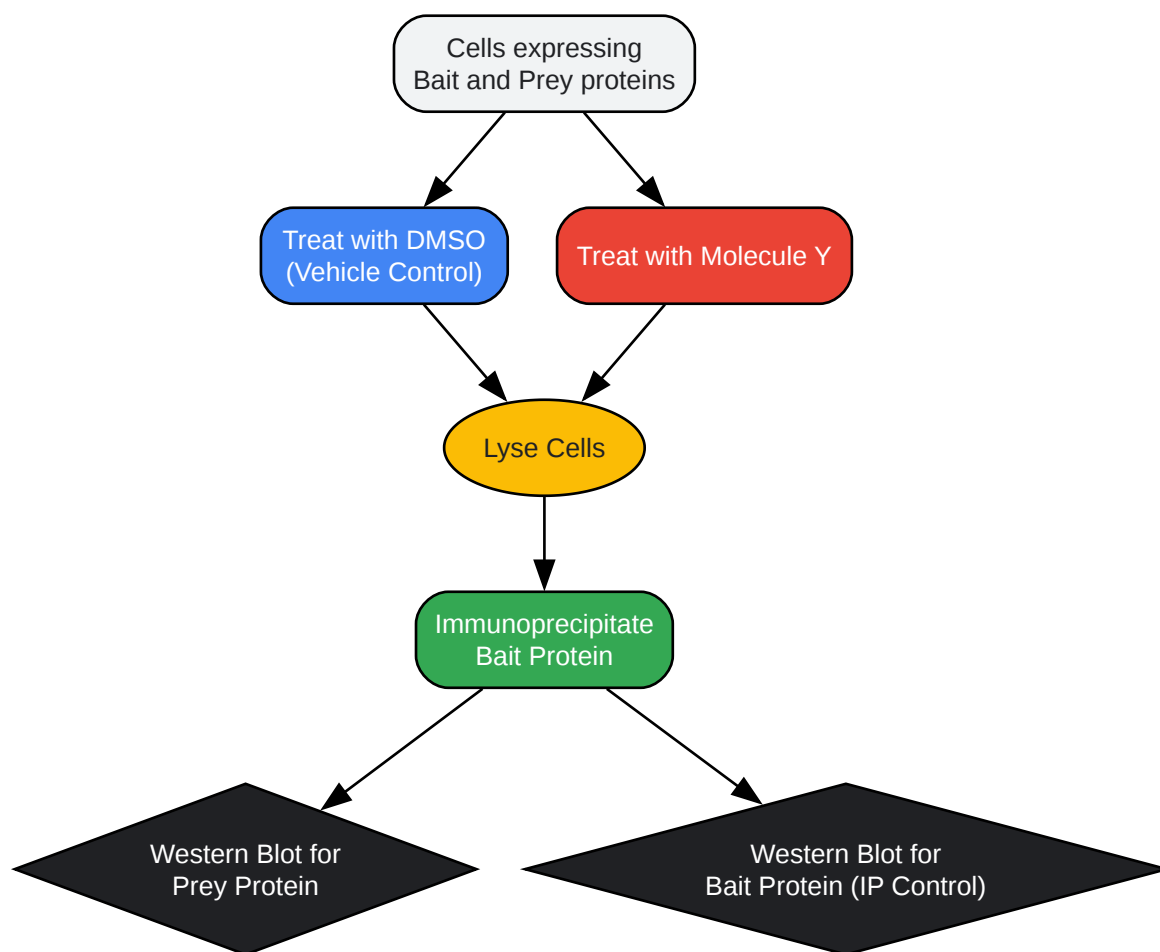 Cells expressing
Bait and Prey proteins
Treat with DMSO
(Vehicle Control)
Treat with Molecule Y
Lyse Cells
Immunoprecipitate
Bait Protein
Western Blot for
Prey Protein
Western Blot for
Bait Protein (IP Control)